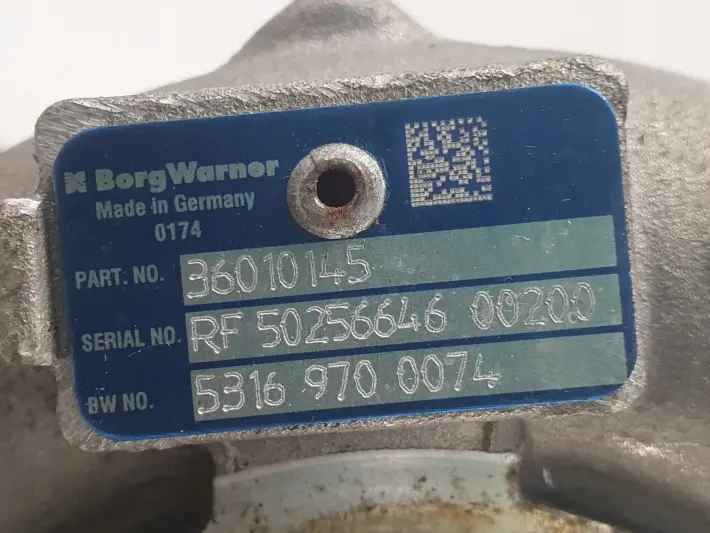 BorgWarner
Made in Germany
0174
PART. NO. 36010145
SERIAL NO. RF 50256646 00200
BW NO. 5316 970 0074